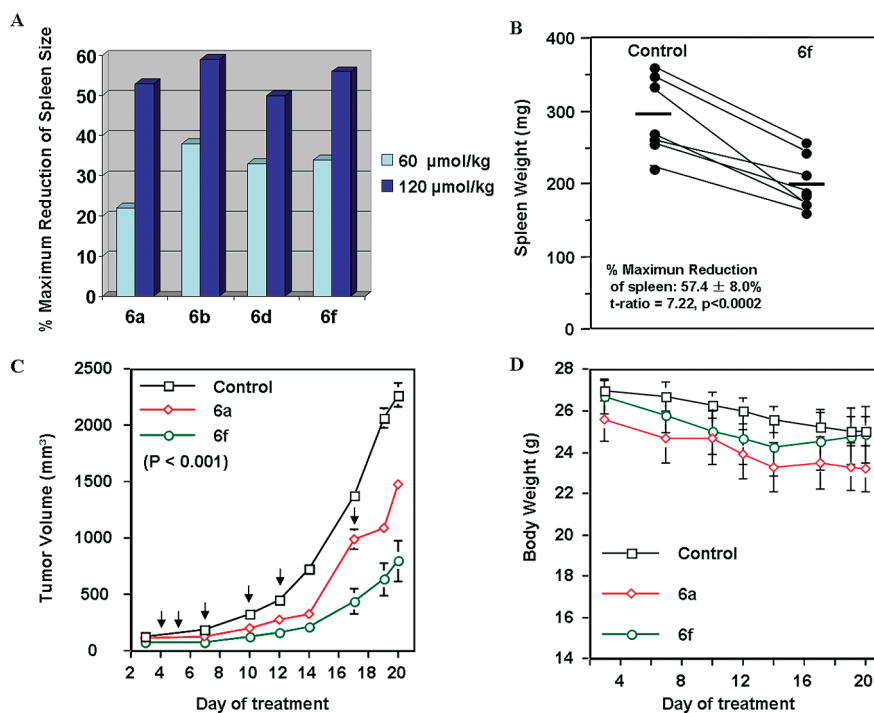 A
% Maximum Reduction of Spleen Size
60
50
40
30
20
10
0
6a 6b 6d 6f
60 µmol/kg
120 µmol/kg
B
Spleen Weight (mg)
400
300
200
100
0
Control 6f
% Maximun Reduction
of spleen: 57.4 ± 8.0%
t-ratio = 7.22, p<0.0002
C
Tumor Volume (mm³)
2500
2000
1500
1000
500
0
Control
6a
6f
(P < 0.001)
2 4 6 8 10 12 14 16 18 20
Day of treatment
D
Body Weight (g)
28
26
24
22
20
18
16
14
Control
6a
6f
4 8 12 16 20
Day of treatment